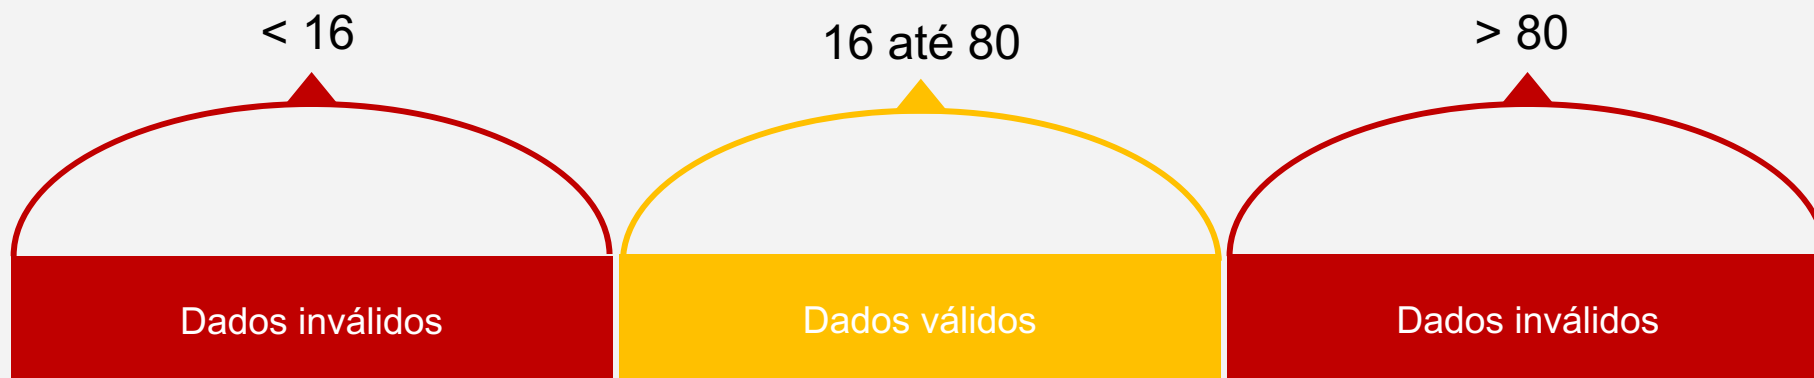 < 16
16 até 80
> 80
Dados inválidos
Dados válidos
Dados inválidos